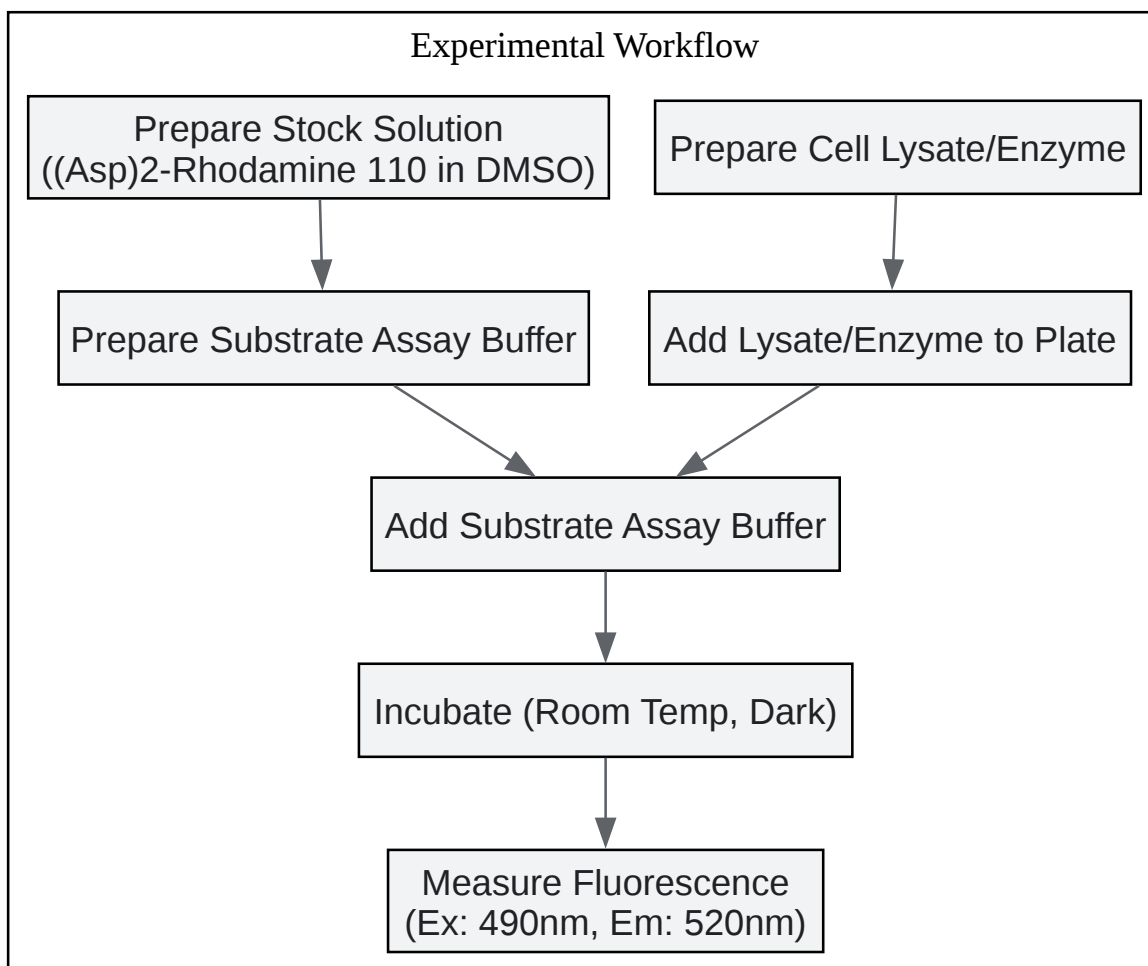 Experimental Workflow
Prepare Stock Solution
((Asp)2-Rhodamine 110 in DMSO)
Prepare Cell Lysate/Enzyme
Prepare Substrate Assay Buffer
Add Lysate/Enzyme to Plate
Add Substrate Assay Buffer
Incubate (Room Temp, Dark)
Measure Fluorescence
(Ex: 490nm, Em: 520nm)